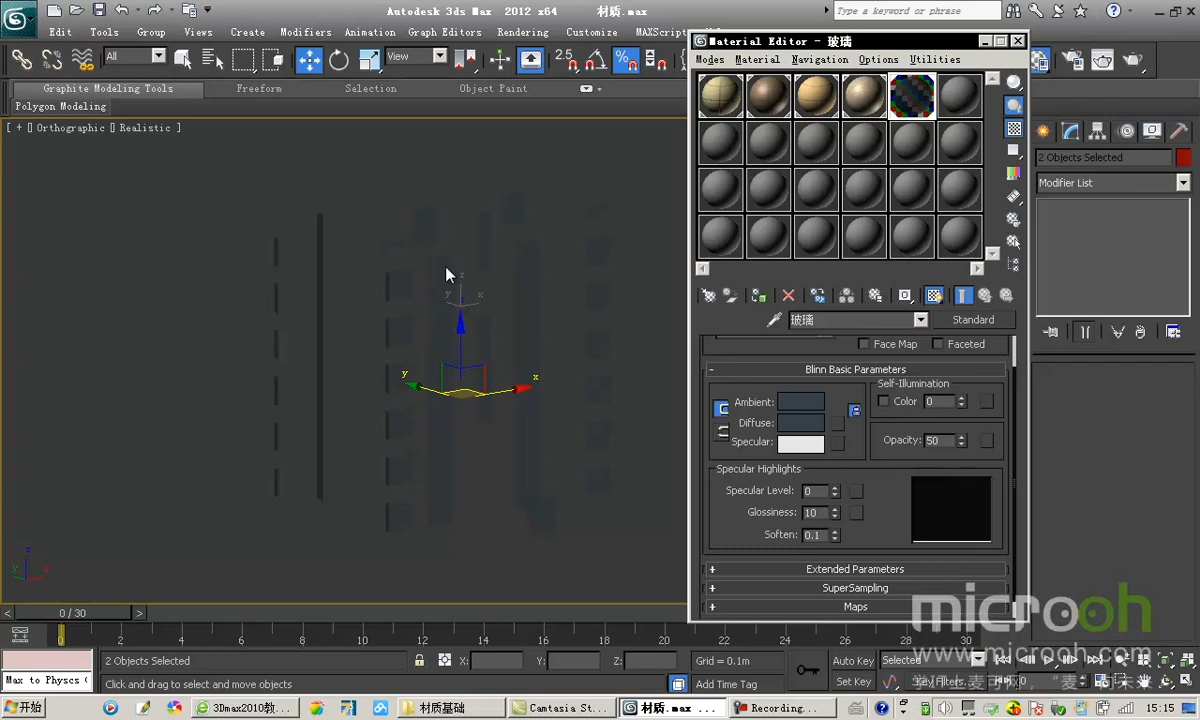 Autodesk 3ds Max 2012 x64 材质.max
Type a keyword or phrase
Edit Tools Group Views Create Modifiers Animation Graph Editors Rendering Customize MAXScript
All
View
2.5
Graphite Modeling Tools Freeform Selection Object Paint
Polygon Modeling
[ + [] Orthographic [] Realistic ]
Material Editor - 玻璃
Modes Material Navigation Options Utilities
玻璃 Standard
Face Map Faceted
Blinn Basic Parameters
Self-Illumination
Ambient: Color 0
Diffuse:
Specular: Opacity: 50
Specular Highlights
Specular Level: 0
Glossiness: 10
Soften: 0.1
+ Extended Parameters
+ SuperSampling
+ Maps
2 Objects Selected
Modifier List
z
y x
y x
z
< 0 / 30 >
0 2 4 6 8 10 12 14 16 18 20 22 24 26 28 30
microoh
www.microoh.com
2 Objects Selected X: Y: Z: Grid = 0.1m Auto Key Selected
Max to Physcs ( Click and drag to select and move objects Add Time Tag Set Key Key Filters... 0
开始 3Dmax2010教... 材质基础 Camtasia St... 材质.max ... Recording... 15:15